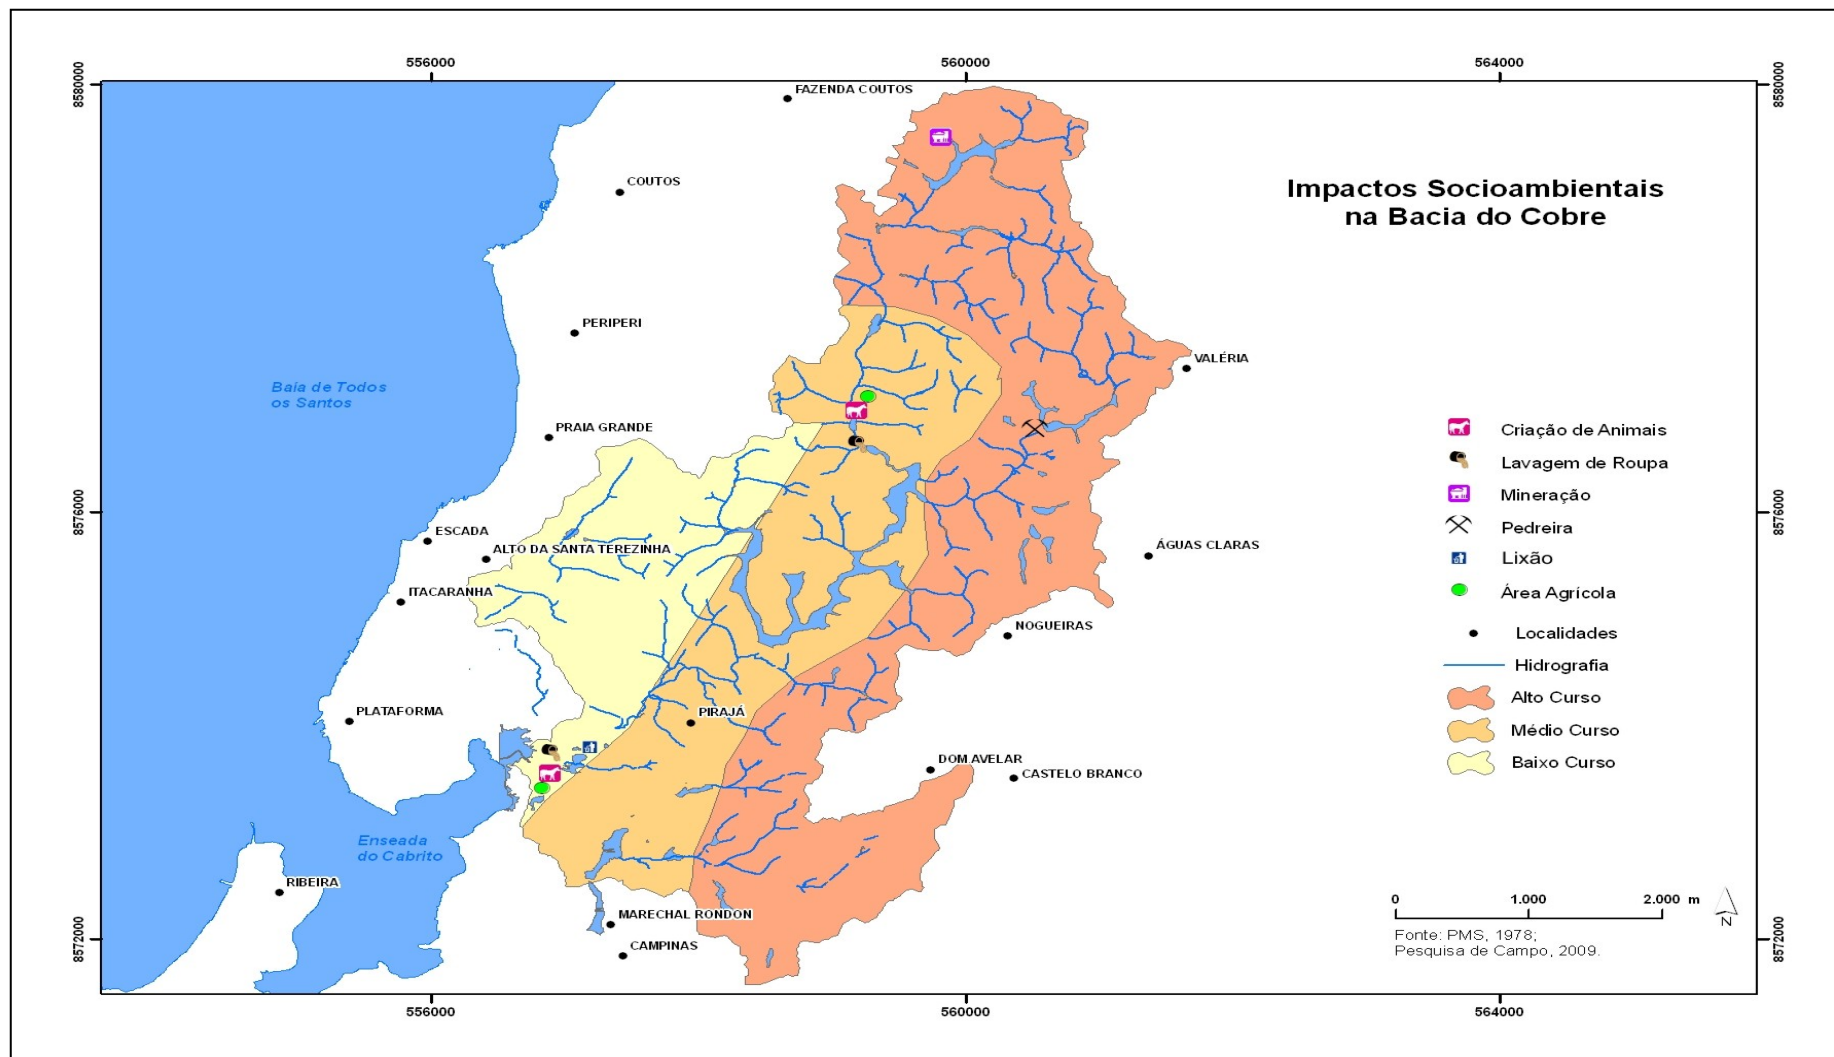 556000
560000
564000
8580000
8580000
FAZENDA COUTOS
COUTOS
Impactos Socioambientais
na Bacia do Cobre
PERIPERI
VALÉRIA
Baía de Todos
os Santos
PRAIA GRANDE
Criação de Animais
Lavagem de Roupa
Mineração
8576000
8576000
Pedreira
ESCADA
ALTO DA SANTA TEREZINHA
ÁGUAS CLARAS
Lixão
ITACARANHA
Área Agrícola
NOGUEIRAS
Localidades
Hidrografia
Alto Curso
PLATAFORMA
PIRAJÁ
Médio Curso
DOM AVELAR
CASTELO BRANCO
Baixo Curso
Enseada
do Cabrito
RIBEIRA
0 1.000 2.000 m
N
MARECHAL RONDON
CAMPINAS
Fonte: PMS, 1978;
Pesquisa de Campo, 2009.
8572000
8572000
556000
560000
564000